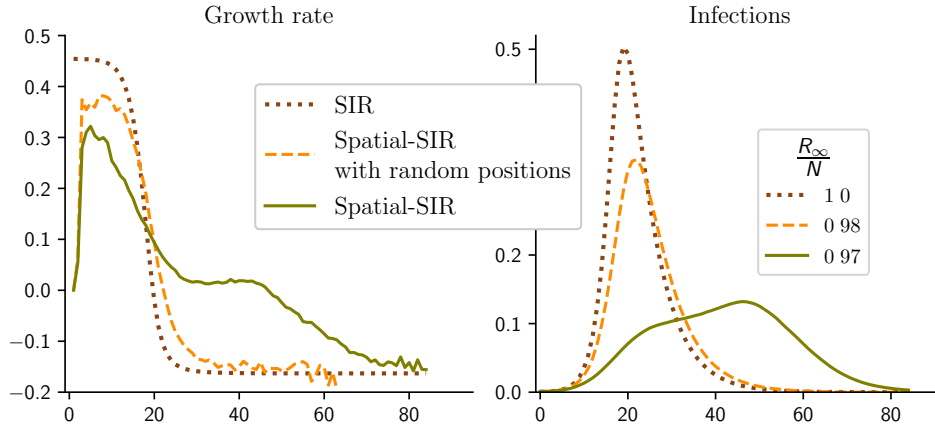 Growth rate
0.5
0.4
0.3
0.2
0.1
0.0
−0.1
−0.2
0 20 40 60 80
SIR
Spatial-SIR
with random positions
Spatial-SIR
Infections
0.5
0.2
0.1
0.0
0 20 40 60 80
R∞
N
1 0
0 98
0 97